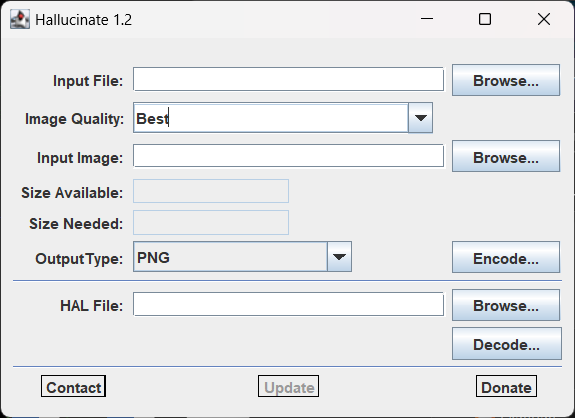 Hallucinate 1.2
Input File: Browse...
Image Quality: Best
Input Image: Browse...
Size Available:
Size Needed:
OutputType: PNG Encode...
HAL File: Browse...
Decode...
Contact Update Donate